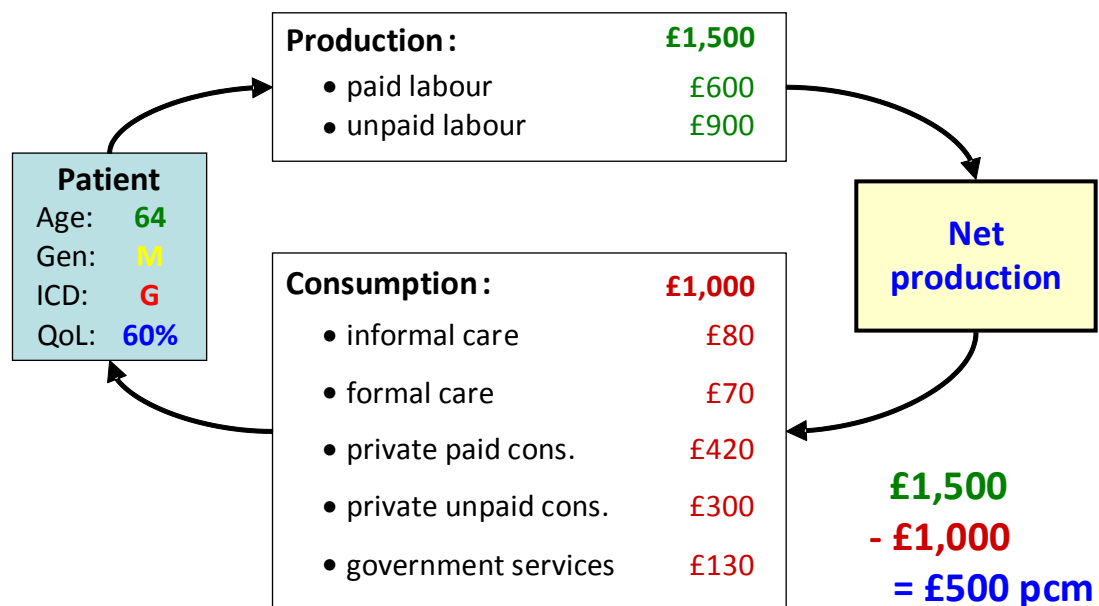 Production: £1,500
• paid labour £600
• unpaid labour £900
Patient
Age: 64
Gen: M
ICD: G
QoL: 60%
Net
production
Consumption: £1,000
• informal care £80
• formal care £70
• private paid cons. £420
• private unpaid cons. £300
• government services £130
£1,500
- £1,000
= £500 pcm